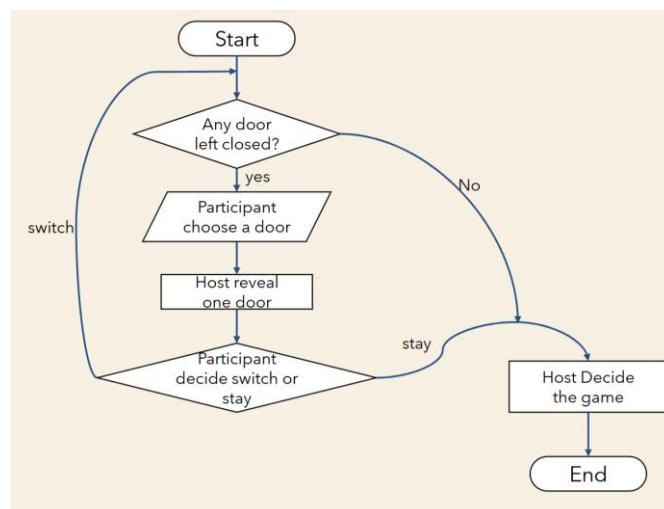 Start
Any door
left closed?
yes
No
Participant
choose a door
switch
Host reveal
one door
Participant
decide switch or
stay
stay
Host Decide
the game
End